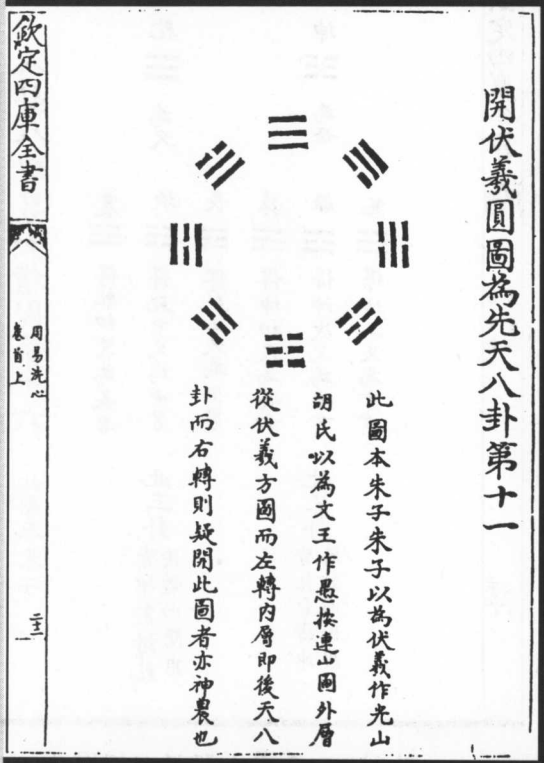 開伏羲圓圖為先天八卦第十一
此圖本朱子朱子以為伏羲作光山
胡氏以為文王作愚按連山圖外層
從伏羲方圖而左轉内層即後天八
卦而右轉則疑開此圖者亦神農也
欽定四庫全書
周易洗心
卷首上